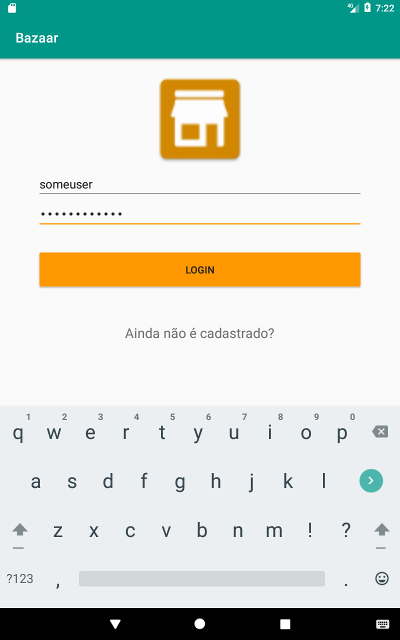 4G 7:22
Bazaar
someuser
••••••••••••
LOGIN
Ainda não é cadastrado?
1 2 3 4 5 6 7 8 9 0
q w e r t y u i o p
a s d f g h j k l
z x c v b n m ! ?
?123 , .